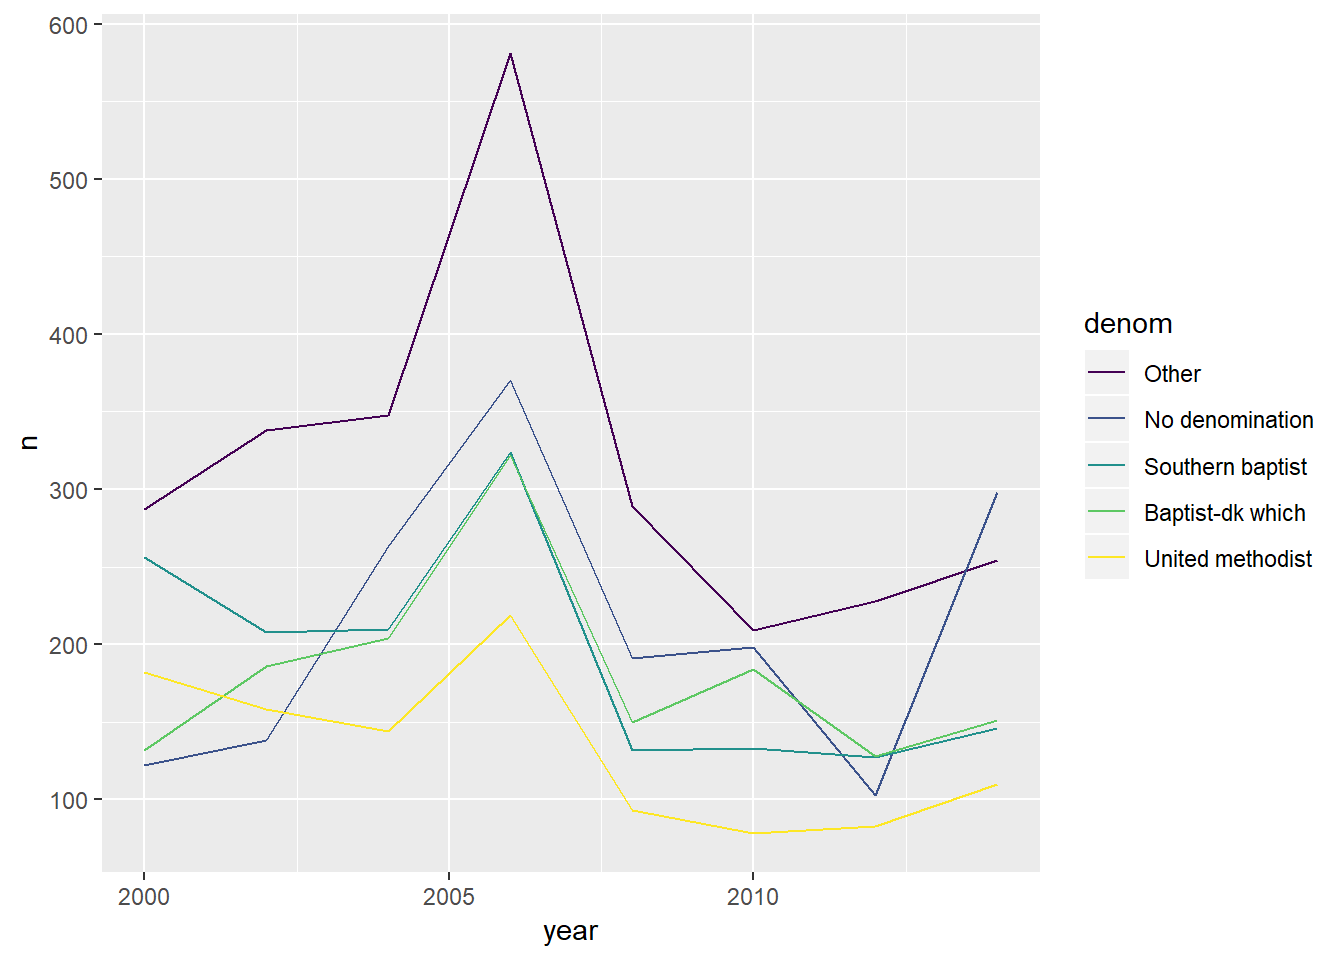 600
500
400
300
200
100
n
2000
2005
2010
year
denom
Other
No denomination
Southern baptist
Baptist-dk which
United methodist